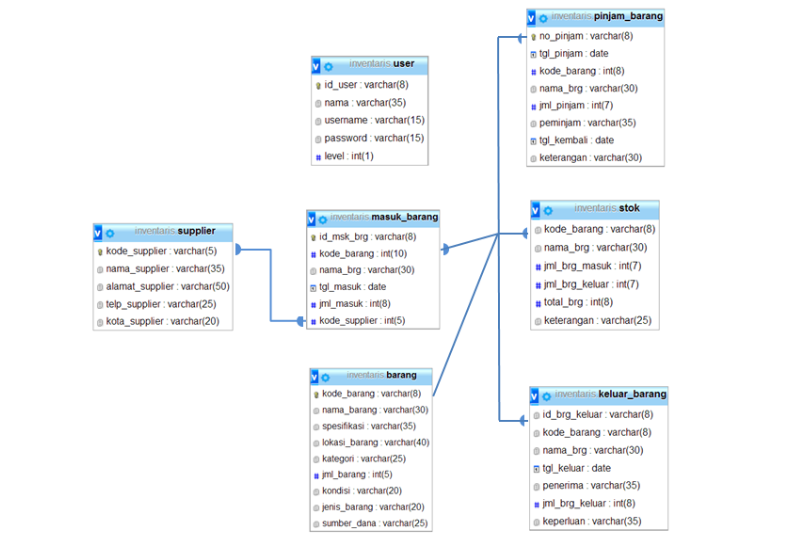 inventaris.pinjam_barang
no_pinjam : varchar(8)
tgl_pinjam : date
kode_barang : int(8)
nama_brg : varchar(30)
jml_pinjam : int(7)
peminjam : varchar(35)
tgl_kembali : date
keterangan : varchar(30)
inventaris.user
id_user : varchar(8)
nama : varchar(35)
username : varchar(15)
password : varchar(15)
level : int(1)
inventaris.supplier
kode_supplier : varchar(5)
nama_supplier : varchar(35)
alamat_supplier : varchar(50)
telp_supplier : varchar(25)
kota_supplier : varchar(20)
inventaris.masuk_barang
id_msk_brg : varchar(8)
kode_barang : int(10)
nama_brg : varchar(30)
tgl_masuk : date
jml_masuk : int(8)
kode_supplier : int(5)
inventaris.stok
kode_barang : varchar(8)
nama_brg : varchar(30)
jml_brg_masuk : int(7)
jml_brg_keluar : int(7)
total_brg : int(8)
keterangan : varchar(25)
inventaris.barang
kode_barang : varchar(8)
nama_barang : varchar(30)
spesifikasi : varchar(35)
lokasi_barang : varchar(40)
kategori : varchar(25)
jml_barang : int(5)
kondisi : varchar(20)
jenis_barang : varchar(20)
sumber_dana : varchar(25)
inventaris.keluar_barang
id_brg_keluar : varchar(8)
kode_barang : varchar(8)
nama_brg : varchar(30)
tgl_keluar : date
penerima : varchar(35)
jml_brg_keluar : int(8)
keperluan : varchar(35)